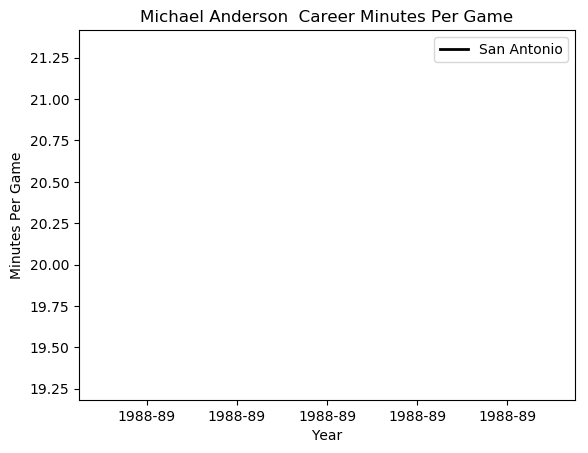 Michael Anderson  Career Minutes Per Game
San Antonio
21.25
21.00
20.75
20.50
20.25
20.00
19.75
19.50
19.25
Minutes Per Game
1988-89 1988-89 1988-89 1988-89 1988-89
Year